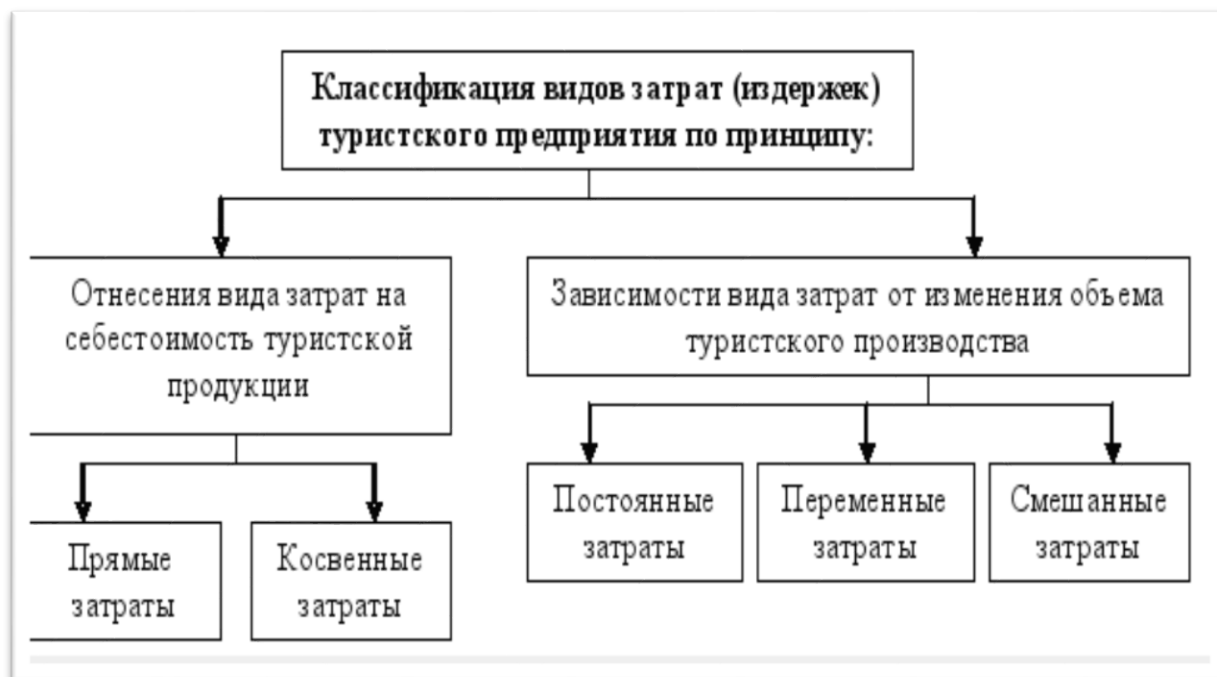 Классификация видов затрат (издержек)
туристского предприятия по принципу:
Отнесения вида затрат на
себестоимость туристской
продукции
Зависимости вида затрат от изменения объема
туристского производства
Прямые
затраты
Косвенные
затраты
Постоянные
затраты
Переменные
затраты
Смешанные
затраты